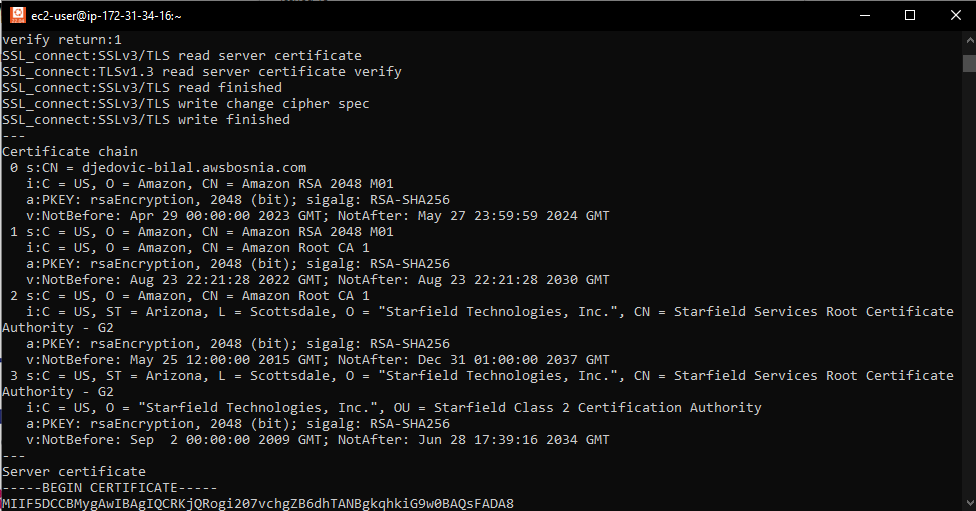 ec2-user@ip-172-31-34-16:~
verify return:1
SSL_connect:SSLv3/TLS read server certificate
SSL_connect:TLSv1.3 read server certificate verify
SSL_connect:SSLv3/TLS read finished
SSL_connect:SSLv3/TLS write change cipher spec
SSL_connect:SSLv3/TLS write finished
---
Certificate chain
 0 s:CN = djedovic-bilal.awsbosnia.com
   i:C = US, O = Amazon, CN = Amazon RSA 2048 M01
   a:PKEY: rsaEncryption, 2048 (bit); sigalg: RSA-SHA256
   v:NotBefore: Apr 29 00:00:00 2023 GMT; NotAfter: May 27 23:59:59 2024 GMT
 1 s:C = US, O = Amazon, CN = Amazon RSA 2048 M01
   i:C = US, O = Amazon, CN = Amazon Root CA 1
   a:PKEY: rsaEncryption, 2048 (bit); sigalg: RSA-SHA256
   v:NotBefore: Aug 23 22:21:28 2022 GMT; NotAfter: Aug 23 22:21:28 2030 GMT
 2 s:C = US, O = Amazon, CN = Amazon Root CA 1
   i:C = US, ST = Arizona, L = Scottsdale, O = "Starfield Technologies, Inc.", CN = Starfield Services Root Certificate
Authority - G2
   a:PKEY: rsaEncryption, 2048 (bit); sigalg: RSA-SHA256
   v:NotBefore: May 25 12:00:00 2015 GMT; NotAfter: Dec 31 01:00:00 2037 GMT
 3 s:C = US, ST = Arizona, L = Scottsdale, O = "Starfield Technologies, Inc.", CN = Starfield Services Root Certificate
Authority - G2
   i:C = US, O = "Starfield Technologies, Inc.", OU = Starfield Class 2 Certification Authority
   a:PKEY: rsaEncryption, 2048 (bit); sigalg: RSA-SHA256
   v:NotBefore: Sep  2 00:00:00 2009 GMT; NotAfter: Jun 28 17:39:16 2034 GMT
---
Server certificate
-----BEGIN CERTIFICATE-----
MIIF5DCCBMygAwIBAgIQCRKjQRogi207vchgZB6dhTANBgkqhkiG9w0BAQsFADA8